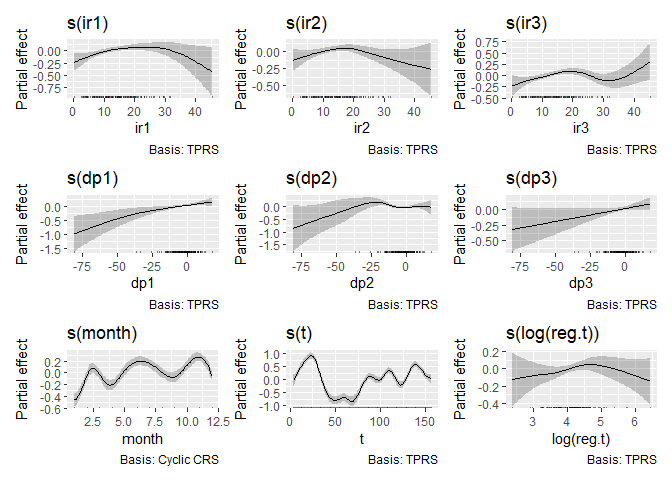 s(ir1)
Partial effect
0.00
-0.25
-0.50
-0.75
0 10 20 30 40
ir1
Basis: TPRS
s(ir2)
Partial effect
0.00
-0.25
-0.50
0 10 20 30 40
ir2
Basis: TPRS
s(ir3)
Partial effect
0.75
0.50
0.25
0.00
-0.25
-0.50
0 10 20 30 40
ir3
Basis: TPRS
s(dp1)
Partial effect
0.0
-0.5
-1.0
-1.5
-75 -50 -25 0
dp1
Basis: TPRS
s(dp2)
Partial effect
0.0
-0.5
-1.0
-1.5
-75 -50 -25 0
dp2
Basis: TPRS
s(dp3)
Partial effect
0.00
-0.25
-0.50
-75 -50 -25 0
dp3
Basis: TPRS
s(month)
Partial effect
0.2
0.0
-0.2
-0.4
-0.6
2.5 5.0 7.5 10.0 12.5
month
Basis: Cyclic CRS
s(t)
Partial effect
1.0
0.5
0.0
-0.5
-1.0
0 50 100 150
t
Basis: TPRS
s(log(reg.t))
Partial effect
0.2
0.0
-0.2
-0.4
3 4 5 6
log(reg.t)
Basis: TPRS